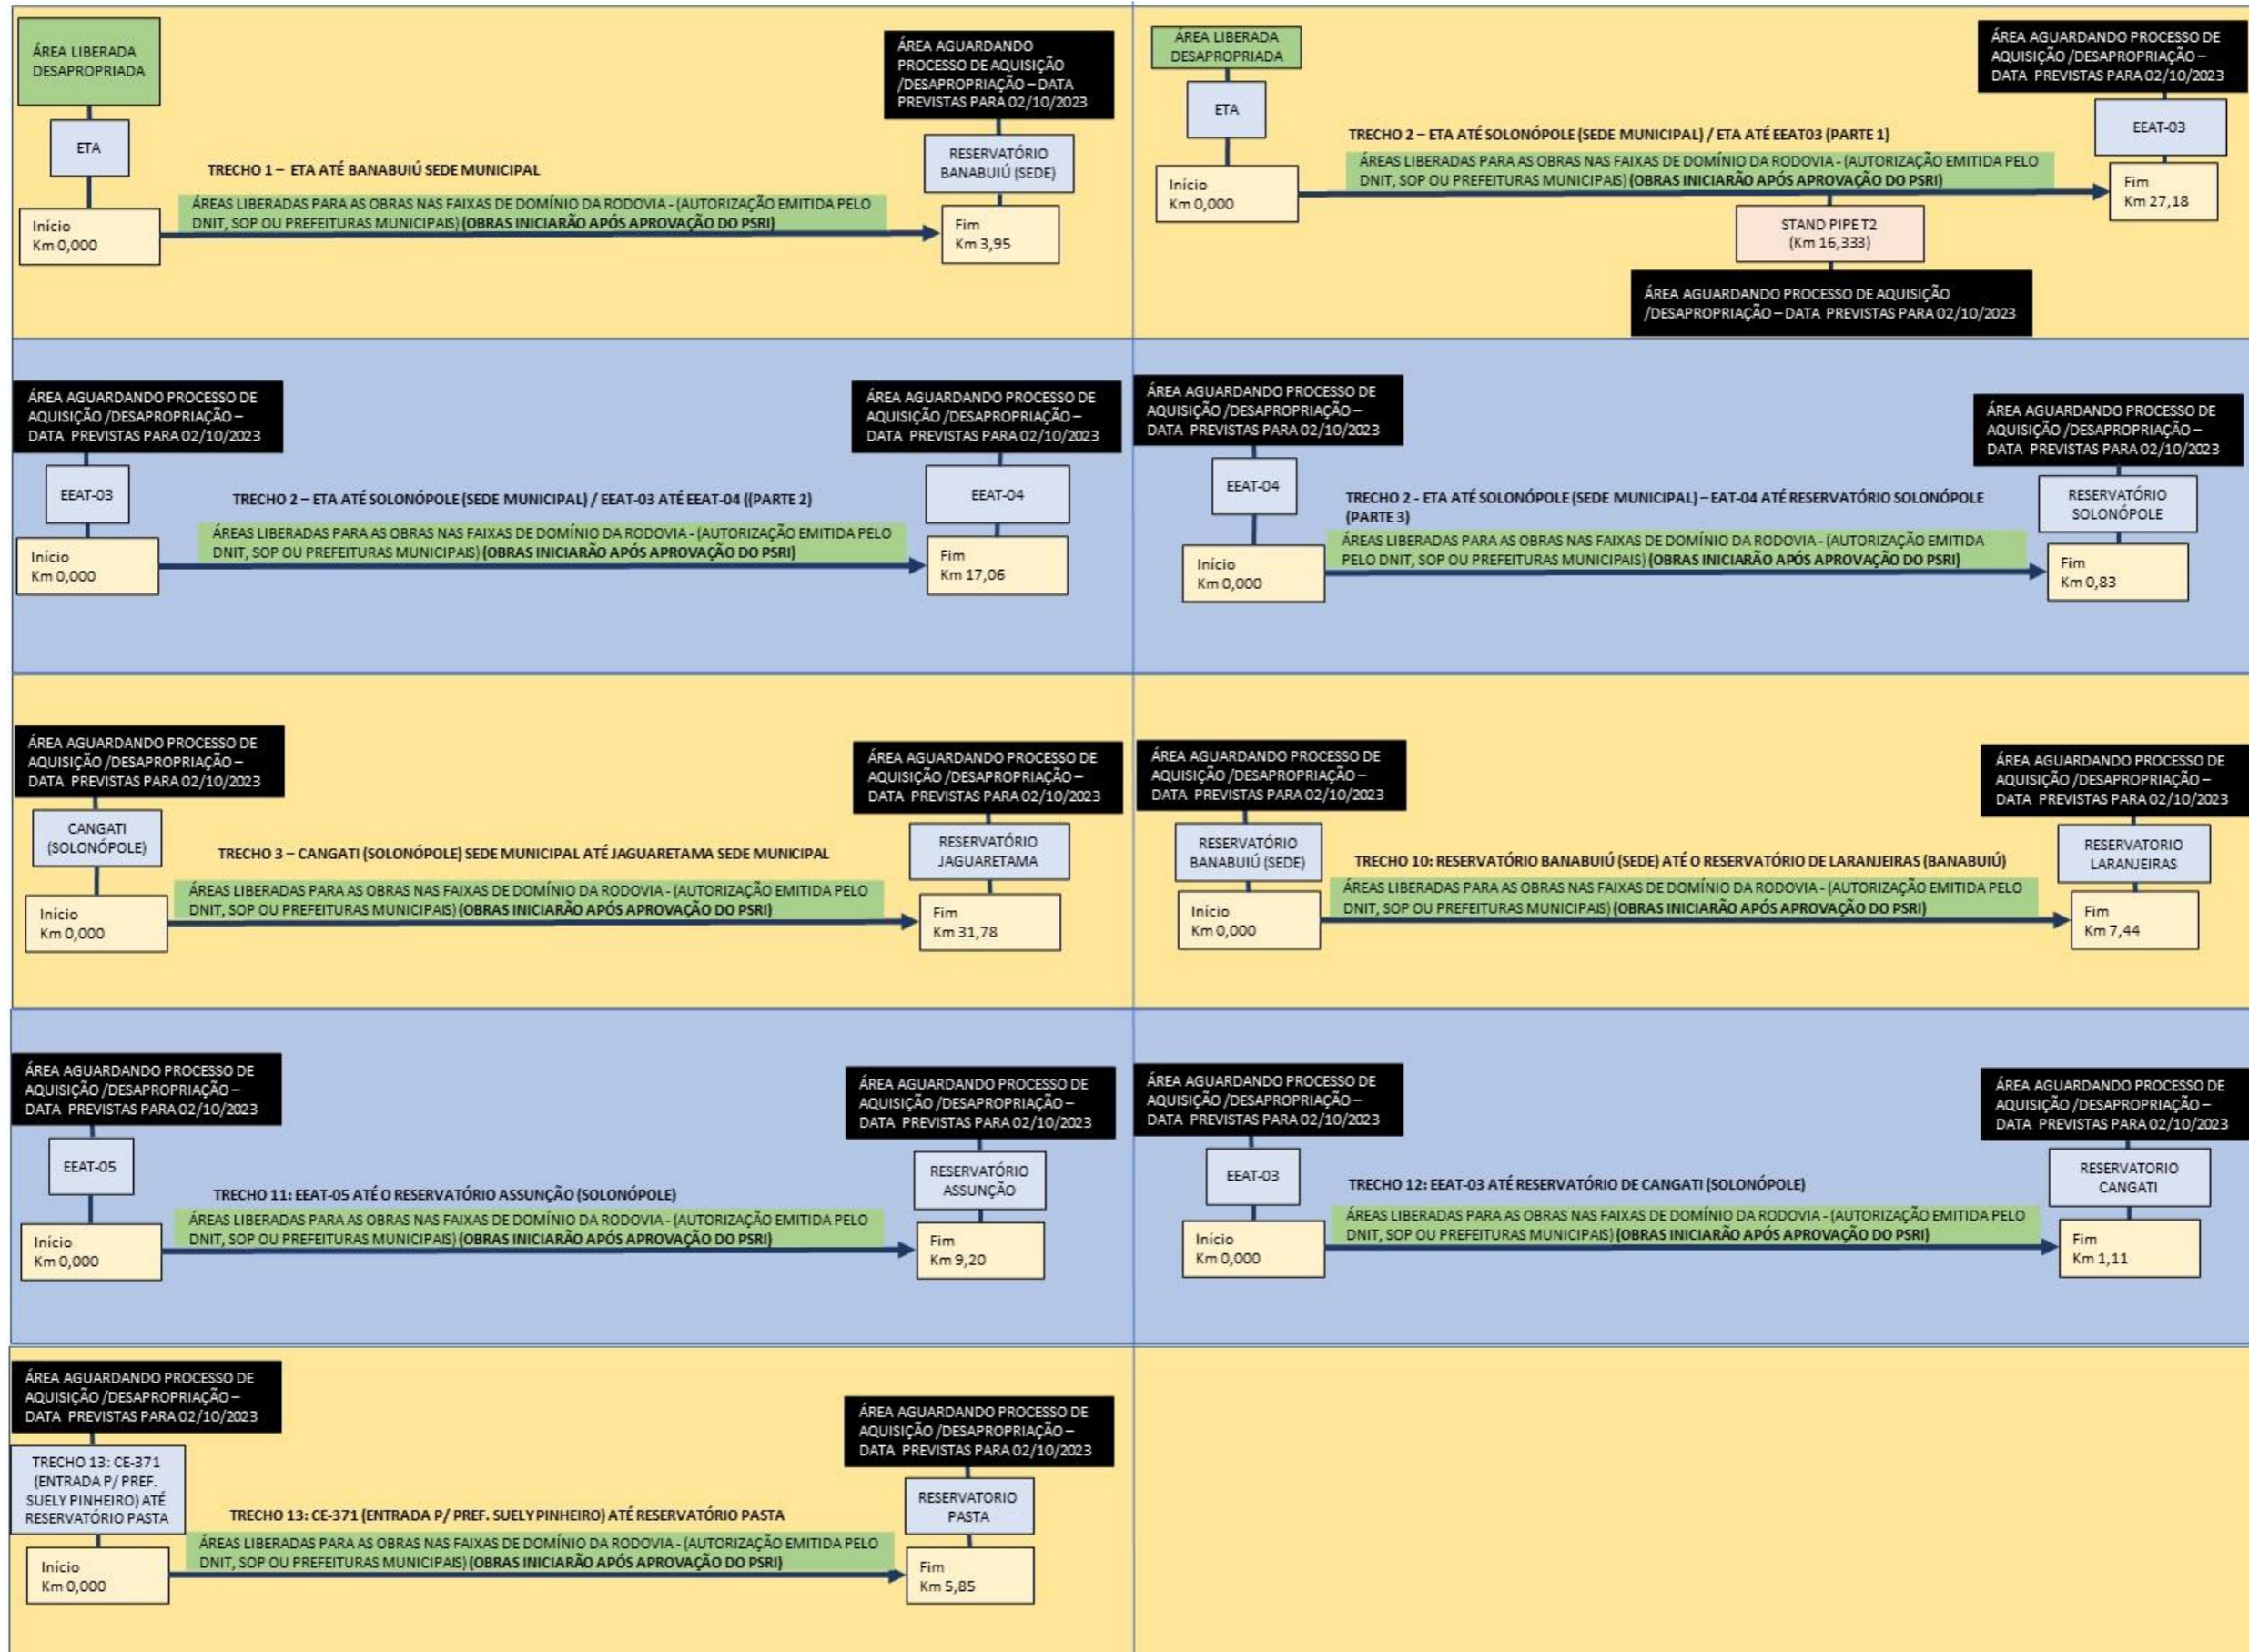 ÁREA LIBERADA
DESAPROPRIADA
ETA
Início
Km 0,000
TRECHO 1 – ETA ATÉ BANABUIÚ SEDE MUNICIPAL
ÁREAS LIBERADAS PARA AS OBRAS NAS FAIXAS DE DOMÍNIO DA RODOVIA - (AUTORIZAÇÃO EMITIDA PELO
DNIT, SOP OU PREFEITURAS MUNICIPAIS) (OBRAS INICIARÃO APÓS APROVAÇÃO DO PSRI)
ÁREA AGUARDANDO
PROCESSO DE AQUISIÇÃO
/DESAPROPRIAÇÃO – DATA
PREVISTAS PARA 02/10/2023
RESERVATÓRIO
BANABUIÚ (SEDE)
Fim
Km 3,95
ÁREA LIBERADA
DESAPROPRIADA
ETA
Início
Km 0,000
TRECHO 2 – ETA ATÉ SOLONÓPOLE (SEDE MUNICIPAL) / ETA ATÉ EEAT03 (PARTE 1)
ÁREAS LIBERADAS PARA AS OBRAS NAS FAIXAS DE DOMÍNIO DA RODOVIA - (AUTORIZAÇÃO EMITIDA PELO
DNIT, SOP OU PREFEITURAS MUNICIPAIS) (OBRAS INICIARÃO APÓS APROVAÇÃO DO PSRI)
STAND PIPE T2
(Km 16,333)
ÁREA AGUARDANDO PROCESSO DE AQUISIÇÃO
/DESAPROPRIAÇÃO – DATA PREVISTAS PARA 02/10/2023
ÁREA AGUARDANDO PROCESSO DE
AQUISIÇÃO /DESAPROPRIAÇÃO –
DATA PREVISTAS PARA 02/10/2023
EEAT-03
Fim
Km 27,18
ÁREA AGUARDANDO PROCESSO DE
AQUISIÇÃO /DESAPROPRIAÇÃO –
DATA PREVISTAS PARA 02/10/2023
EEAT-03
Início
Km 0,000
TRECHO 2 – ETA ATÉ SOLONÓPOLE (SEDE MUNICIPAL) / EEAT-03 ATÉ EEAT-04 ((PARTE 2)
ÁREAS LIBERADAS PARA AS OBRAS NAS FAIXAS DE DOMÍNIO DA RODOVIA - (AUTORIZAÇÃO EMITIDA PELO
DNIT, SOP OU PREFEITURAS MUNICIPAIS) (OBRAS INICIARÃO APÓS APROVAÇÃO DO PSRI)
ÁREA AGUARDANDO PROCESSO DE
AQUISIÇÃO /DESAPROPRIAÇÃO –
DATA PREVISTAS PARA 02/10/2023
EEAT-04
Fim
Km 17,06
ÁREA AGUARDANDO PROCESSO DE
AQUISIÇÃO /DESAPROPRIAÇÃO –
DATA PREVISTAS PARA 02/10/2023
EEAT-04
Início
Km 0,000
TRECHO 2 - ETA ATÉ SOLONÓPOLE (SEDE MUNICIPAL) – EAT-04 ATÉ RESERVATÓRIO SOLONÓPOLE
(PARTE 3)
ÁREAS LIBERADAS PARA AS OBRAS NAS FAIXAS DE DOMÍNIO DA RODOVIA - (AUTORIZAÇÃO EMITIDA
PELO DNIT, SOP OU PREFEITURAS MUNICIPAIS) (OBRAS INICIARÃO APÓS APROVAÇÃO DO PSRI)
ÁREA AGUARDANDO PROCESSO DE
AQUISIÇÃO /DESAPROPRIAÇÃO –
DATA PREVISTAS PARA 02/10/2023
RESERVATÓRIO
SOLONÓPOLE
Fim
Km 0,83
ÁREA AGUARDANDO PROCESSO DE
AQUISIÇÃO /DESAPROPRIAÇÃO –
DATA PREVISTAS PARA 02/10/2023
CANGATI
(SOLONÓPOLE)
Início
Km 0,000
TRECHO 3 – CANGATI (SOLONÓPOLE) SEDE MUNICIPAL ATÉ JAGUARETAMA SEDE MUNICIPAL
ÁREAS LIBERADAS PARA AS OBRAS NAS FAIXAS DE DOMÍNIO DA RODOVIA - (AUTORIZAÇÃO EMITIDA PELO
DNIT, SOP OU PREFEITURAS MUNICIPAIS) (OBRAS INICIARÃO APÓS APROVAÇÃO DO PSRI)
ÁREA AGUARDANDO PROCESSO DE
AQUISIÇÃO /DESAPROPRIAÇÃO –
DATA PREVISTAS PARA 02/10/2023
RESERVATÓRIO
JAGUARETAMA
Fim
Km 31,78
ÁREA AGUARDANDO PROCESSO DE
AQUISIÇÃO /DESAPROPRIAÇÃO –
DATA PREVISTAS PARA 02/10/2023
RESERVATÓRIO
BANABUIÚ (SEDE)
Início
Km 0,000
TRECHO 10: RESERVATÓRIO BANABUIÚ (SEDE) ATÉ O RESERVATÓRIO DE LARANJEIRAS (BANABUIÚ)
ÁREAS LIBERADAS PARA AS OBRAS NAS FAIXAS DE DOMÍNIO DA RODOVIA - (AUTORIZAÇÃO EMITIDA PELO
DNIT, SOP OU PREFEITURAS MUNICIPAIS) (OBRAS INICIARÃO APÓS APROVAÇÃO DO PSRI)
ÁREA AGUARDANDO PROCESSO DE
AQUISIÇÃO /DESAPROPRIAÇÃO –
DATA PREVISTAS PARA 02/10/2023
RESERVATORIO
LARANJEIRAS
Fim
Km 7,44
ÁREA AGUARDANDO PROCESSO DE
AQUISIÇÃO /DESAPROPRIAÇÃO –
DATA PREVISTAS PARA 02/10/2023
EEAT-05
Início
Km 0,000
TRECHO 11: EEAT-05 ATÉ O RESERVATÓRIO ASSUNÇÃO (SOLONÓPOLE)
ÁREAS LIBERADAS PARA AS OBRAS NAS FAIXAS DE DOMÍNIO DA RODOVIA - (AUTORIZAÇÃO EMITIDA PELO
DNIT, SOP OU PREFEITURAS MUNICIPAIS) (OBRAS INICIARÃO APÓS APROVAÇÃO DO PSRI)
ÁREA AGUARDANDO PROCESSO DE
AQUISIÇÃO /DESAPROPRIAÇÃO –
DATA PREVISTAS PARA 02/10/2023
RESERVATÓRIO
ASSUNÇÃO
Fim
Km 9,20
ÁREA AGUARDANDO PROCESSO DE
AQUISIÇÃO /DESAPROPRIAÇÃO –
DATA PREVISTAS PARA 02/10/2023
EEAT-03
Início
Km 0,000
TRECHO 12: EEAT-03 ATÉ RESERVATÓRIO DE CANGATI (SOLONÓPOLE)
ÁREAS LIBERADAS PARA AS OBRAS NAS FAIXAS DE DOMÍNIO DA RODOVIA - (AUTORIZAÇÃO EMITIDA PELO
DNIT, SOP OU PREFEITURAS MUNICIPAIS) (OBRAS INICIARÃO APÓS APROVAÇÃO DO PSRI)
ÁREA AGUARDANDO PROCESSO DE
AQUISIÇÃO /DESAPROPRIAÇÃO –
DATA PREVISTAS PARA 02/10/2023
RESERVATORIO
CANGATI
Fim
Km 1,11
ÁREA AGUARDANDO PROCESSO DE
AQUISIÇÃO /DESAPROPRIAÇÃO –
DATA PREVISTAS PARA 02/10/2023
TRECHO 13: CE-371
(ENTRADA P/ PREF.
SUELY PINHEIRO) ATÉ
RESERVATÓRIO PASTA
Início
Km 0,000
TRECHO 13: CE-371 (ENTRADA P/ PREF. SUELY PINHEIRO) ATÉ RESERVATÓRIO PASTA
ÁREAS LIBERADAS PARA AS OBRAS NAS FAIXAS DE DOMÍNIO DA RODOVIA - (AUTORIZAÇÃO EMITIDA PELO
DNIT, SOP OU PREFEITURAS MUNICIPAIS) (OBRAS INICIARÃO APÓS APROVAÇÃO DO PSRI)
ÁREA AGUARDANDO PROCESSO DE
AQUISIÇÃO /DESAPROPRIAÇÃO –
DATA PREVISTAS PARA 02/10/2023
RESERVATORIO
PASTA
Fim
Km 5,85